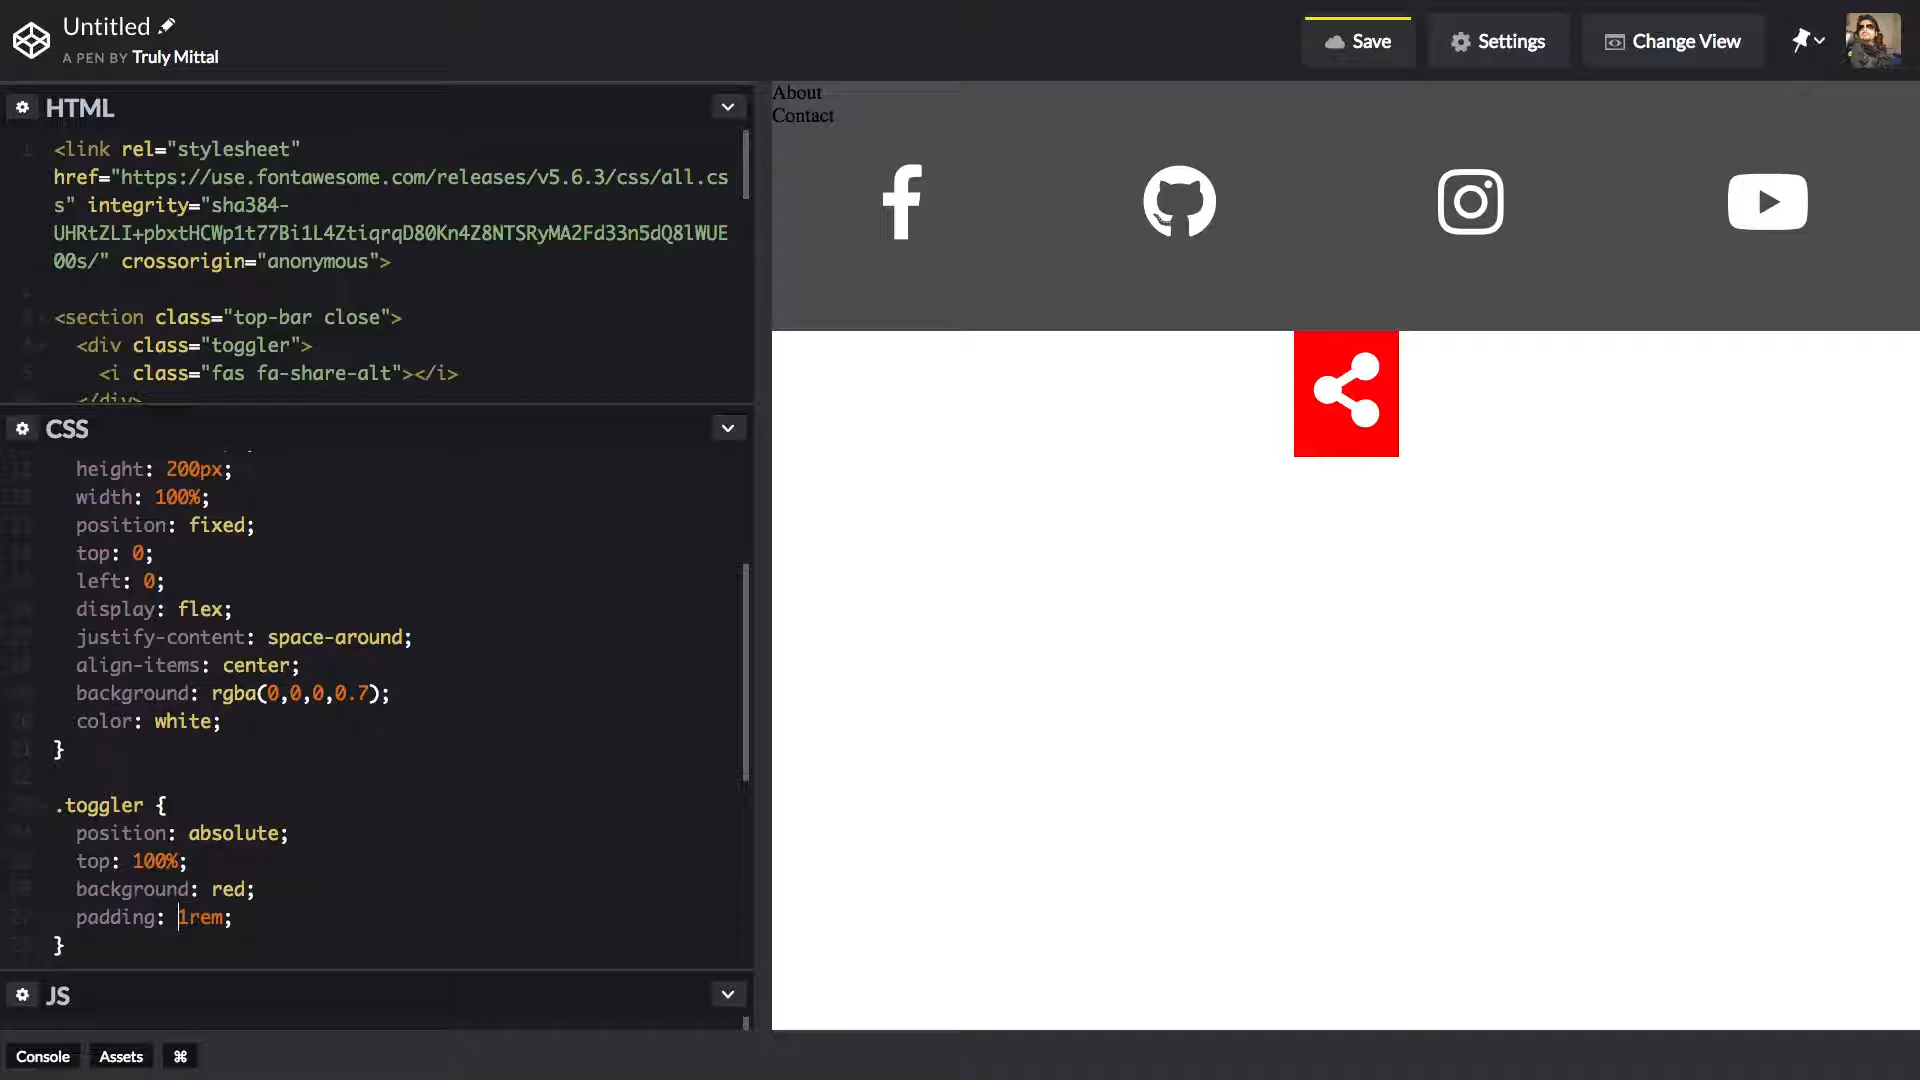 Untitled
A PEN BY Truly Mittal
Save
Settings
Change View
HTML
<link rel="stylesheet"
href="https://use.fontawesome.com/releases/v5.6.3/css/all.cs
s" integrity="sha384-
UHRtZLI+pbxtHCWp1t77Bi1L4ZtiqrqD80Kn4Z8NTSRyMA2Fd33n5dQ8lWUE
00s/" crossorigin="anonymous">
<section class="top-bar close">
<div class="toggler">
<i class="fas fa-share-alt"></i>
</div>
CSS
height: 200px;
width: 100%;
position: fixed;
top: 0;
left: 0;
display: flex;
justify-content: space-around;
align-items: center;
background: rgba(0,0,0,0.7);
color: white;
}
.toggler {
position: absolute;
top: 100%;
background: red;
padding: 1rem;
}
JS
Console
Assets
⌘
About
Contact